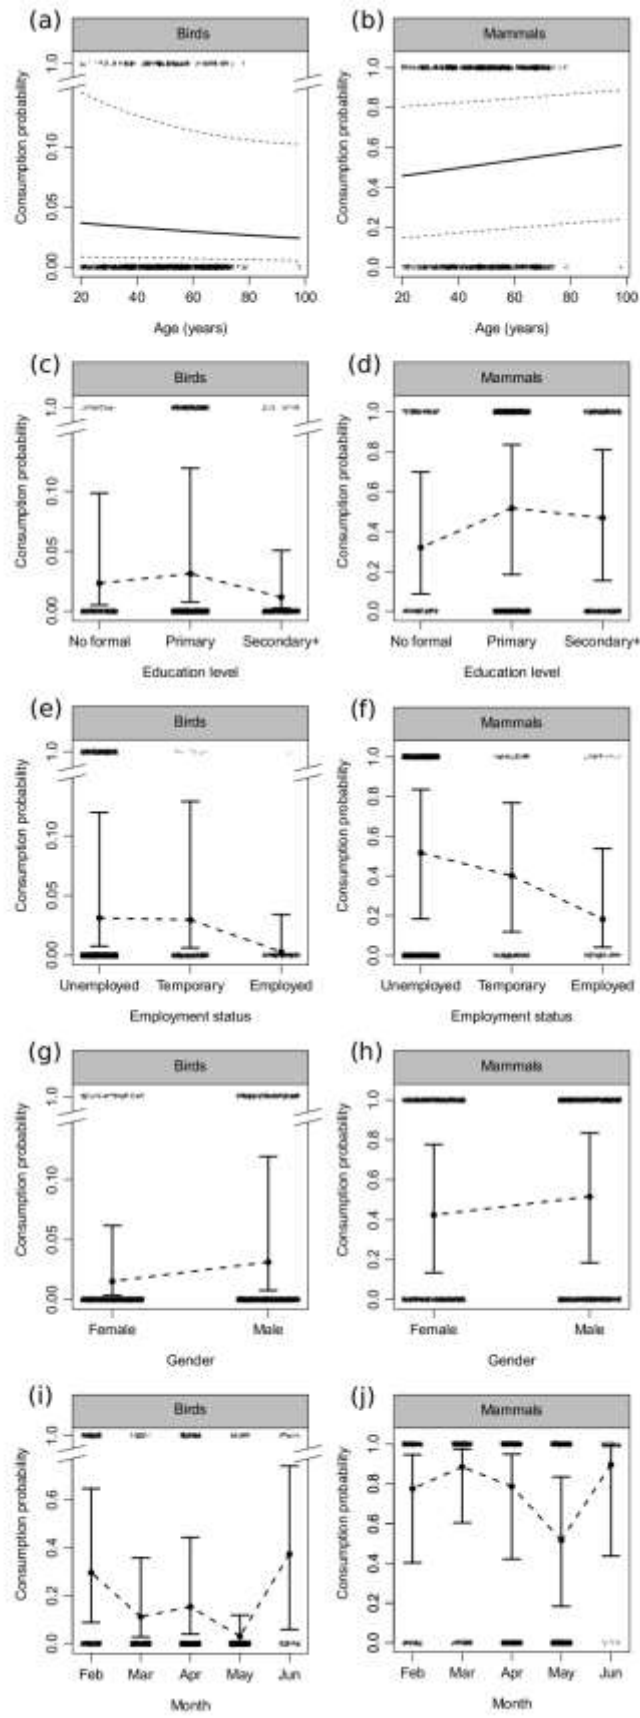 (a) (b)
Birds Mammals
Consumption probability Consumption probability
1.0 1.0
0.8
0.10 0.6
0.05 0.4
0.2
0.00 0.0
20 40 60 80 100 20 40 60 80 100
Age (years) Age (years)
(c) (d)
Birds Mammals
Consumption probability Consumption probability
1.0 1.0
0.8
0.10 0.6
0.05 0.4
0.2
0.00 0.0
No formal Primary Secondary+ No formal Primary Secondary+
Education level Education level
(e) (f)
Birds Mammals
Consumption probability Consumption probability
1.0 1.0
0.8
0.10 0.6
0.05 0.4
0.2
0.00 0.0
Unemployed Temporary Employed Unemployed Temporary Employed
Employment status Employment status
(g) (h)
Birds Mammals
Consumption probability Consumption probability
1.0 1.0
0.8
0.10 0.6
0.05 0.4
0.2
0.00 0.0
Female Male Female Male
Gender Gender
(i) (j)
Birds Mammals
Consumption probability Consumption probability
1.0 1.0
0.8
0.6 0.6
0.4 0.4
0.2 0.2
0.0 0.0
Feb Mar Apr May Jun Feb Mar Apr May Jun
Month Month